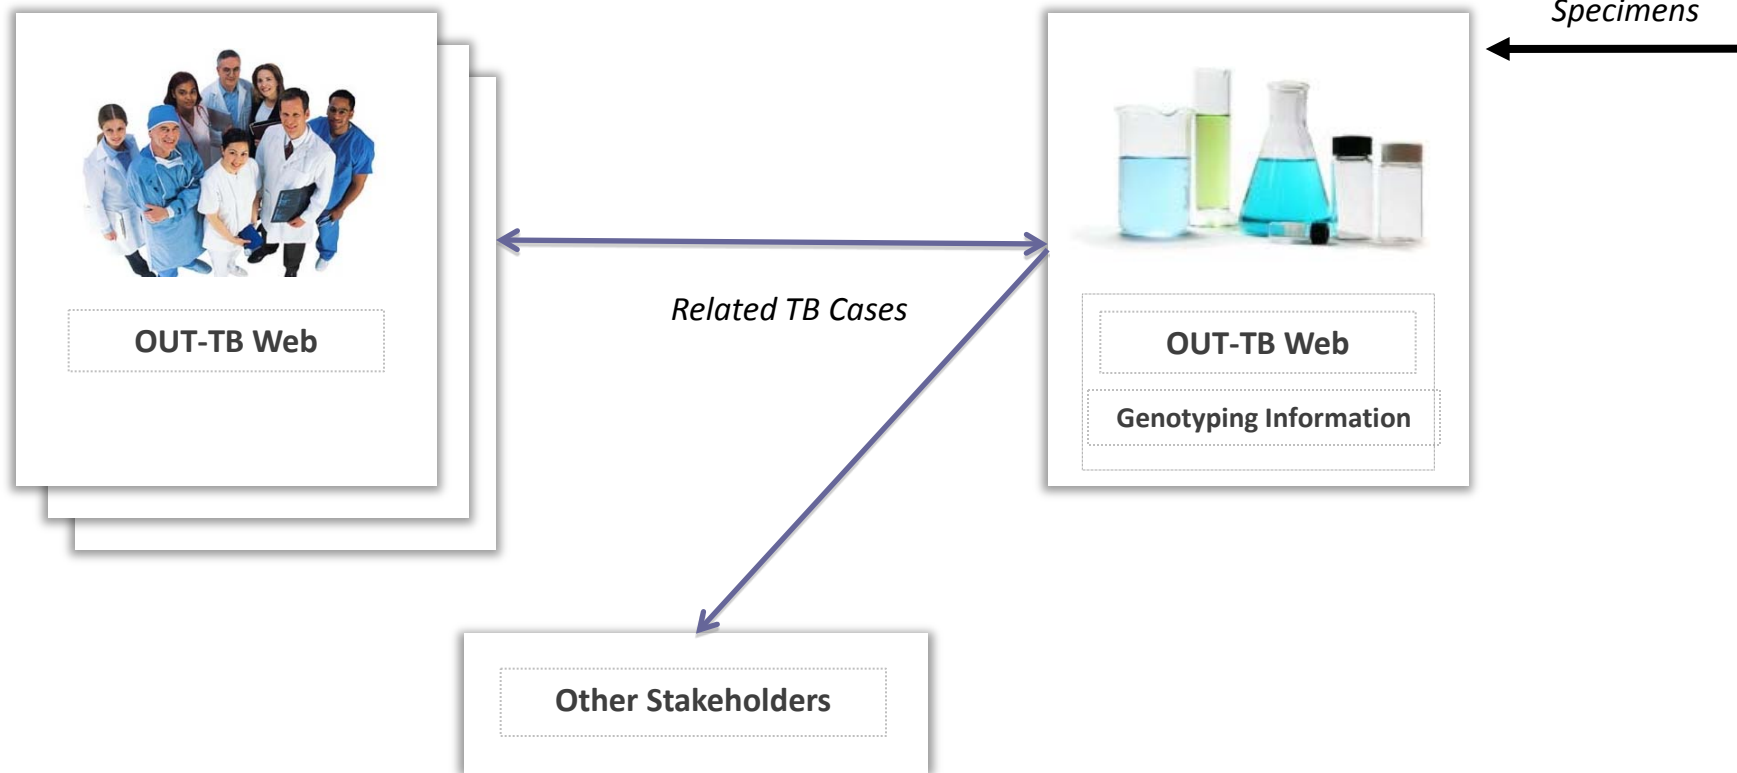 Specimens
OUT-TB Web
Related TB Cases
OUT-TB Web
Genotyping Information
Other Stakeholders